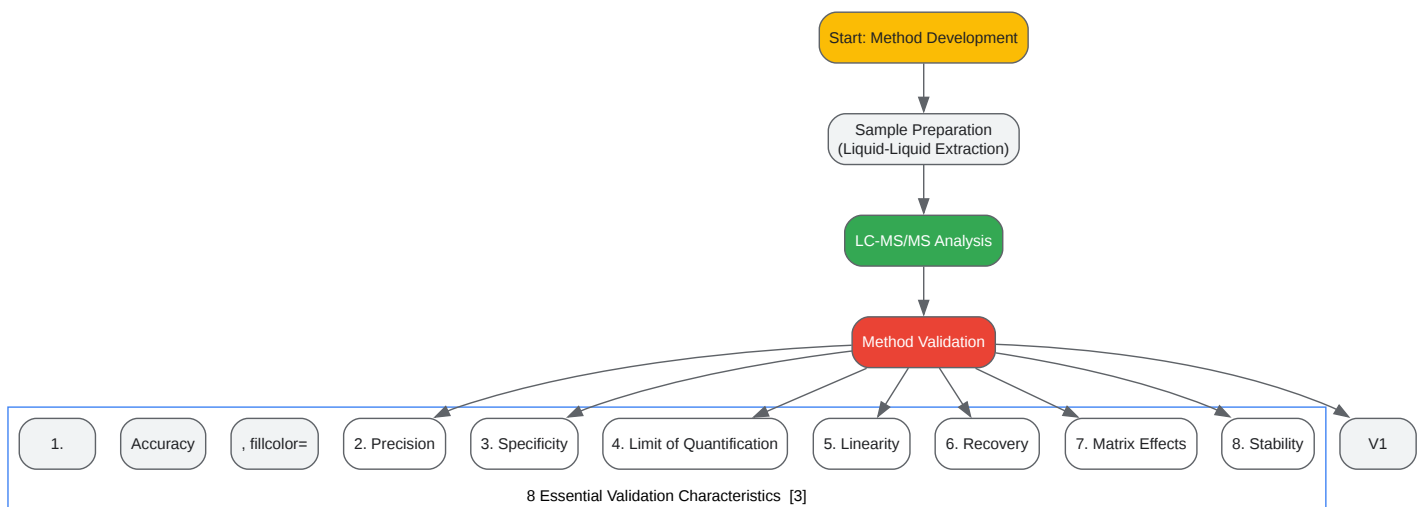 Start: Method Development
Sample Preparation
(Liquid-Liquid Extraction)
LC-MS/MS Analysis
Method Validation
1.
Accuracy
, fillcolor=
2. Precision
3. Specificity
4. Limit of Quantification
5. Linearity
6. Recovery
7. Matrix Effects
8. Stability
V1
8 Essential Validation Characteristics  [3]